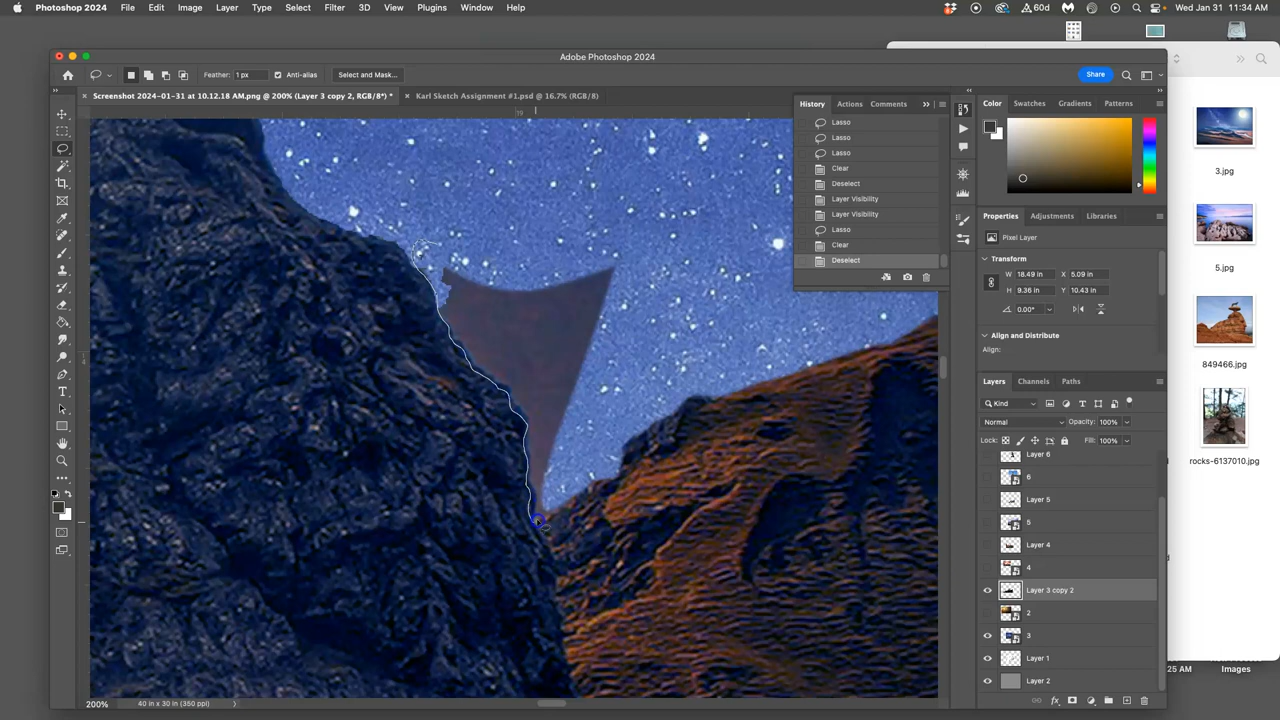 Photoshop 2024 File Edit Image Layer Type Select Filter 3D View Plugins Window Help 60d Wed Jan 31 11:34 AM
Adobe Photoshop 2024
Feather: 1 px Anti-alias Select and Mask... Share
Screenshot 2024-01-31 at 10.12.18 AM.png @ 200% (Layer 3 copy 2, RGB/8*) * Karl Sketch Assignment #1.psd @ 16.7% (RGB/8)
History Actions Comments
Lasso
Lasso
Lasso
Clear
Deselect
Layer Visibility
Layer Visibility
Lasso
Clear
Deselect
Color Swatches Gradients Patterns
Properties Adjustments Libraries
Pixel Layer
Transform
W 18.49 in X 5.09 in
H 9.36 in Y 10.43 in
0.00°
Align and Distribute
Align:
Layers Channels Paths
Kind
Normal Opacity: 100%
Lock: Fill: 100%
Layer 6
6
Layer 5
5
Layer 4
4
Layer 3 copy 2
2
3
Layer 1
Layer 2
200% 40 in x 30 in (350 ppi)
3.jpg
5.jpg
849466.jpg
rocks-6137010.jpg
25 AM Images